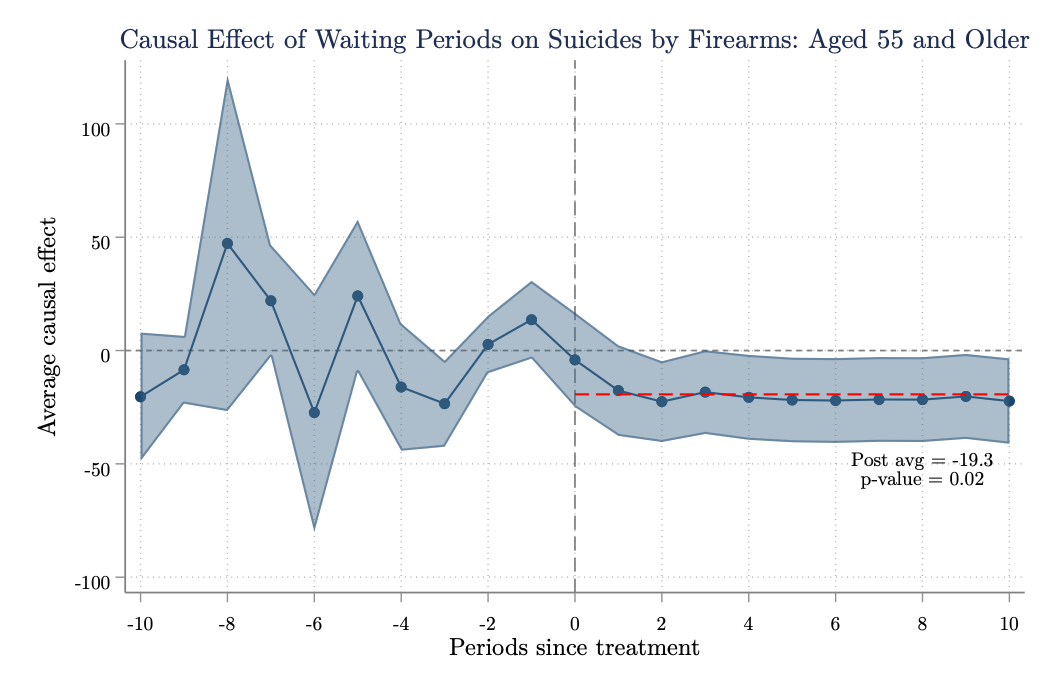 Causal Effect of Waiting Periods on Suicides by Firearms: Aged 55 and Older
Average causal effect
100
50
0
-50
-100
Post avg = -19.3
p-value = 0.02
-10 -8 -6 -4 -2 0 2 4 6 8 10
Periods since treatment